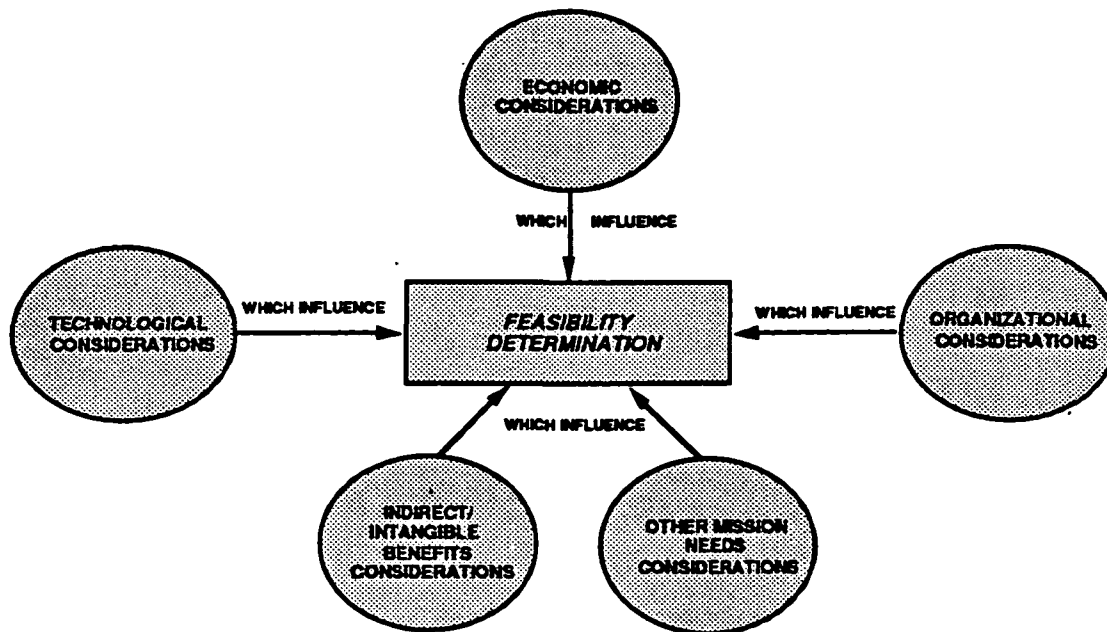 ECONOMIC
CONSIDERATIONS
WHICH INFLUENCE
TECHNOLOGICAL
CONSIDERATIONS
WHICH INFLUENCE
FEASIBILITY
DETERMINATION
WHICH INFLUENCE
ORGANIZATIONAL
CONSIDERATIONS
WHICH INFLUENCE
INDIRECT/
INTANGIBLE
BENEFITS
CONSIDERATIONS
OTHER MISSION
NEEDS
CONSIDERATIONS